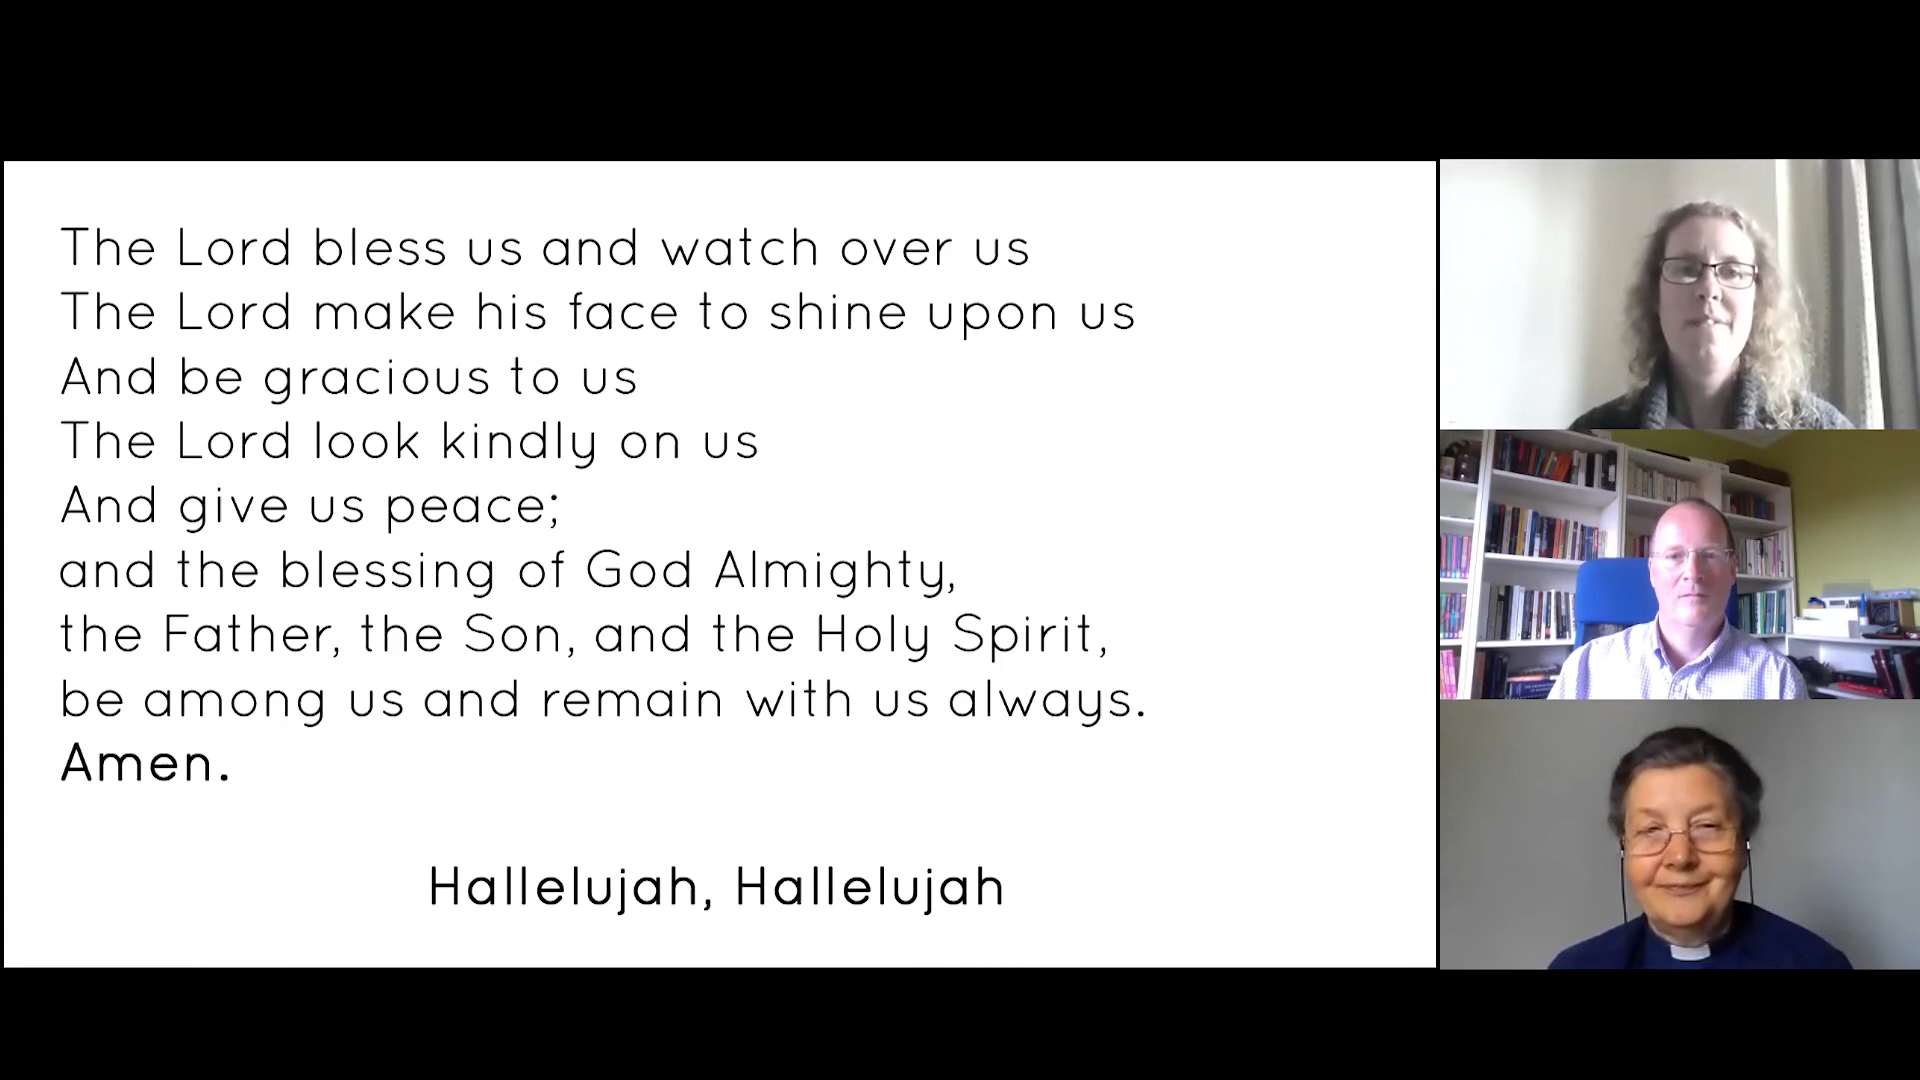 The Lord bless us and watch over us
The Lord make his face to shine upon us
And be gracious to us
The Lord look kindly on us
And give us peace;
and the blessing of God Almighty,
the Father, the Son, and the Holy Spirit,
be among us and remain with us always.
Amen.
Hallelujah, Hallelujah